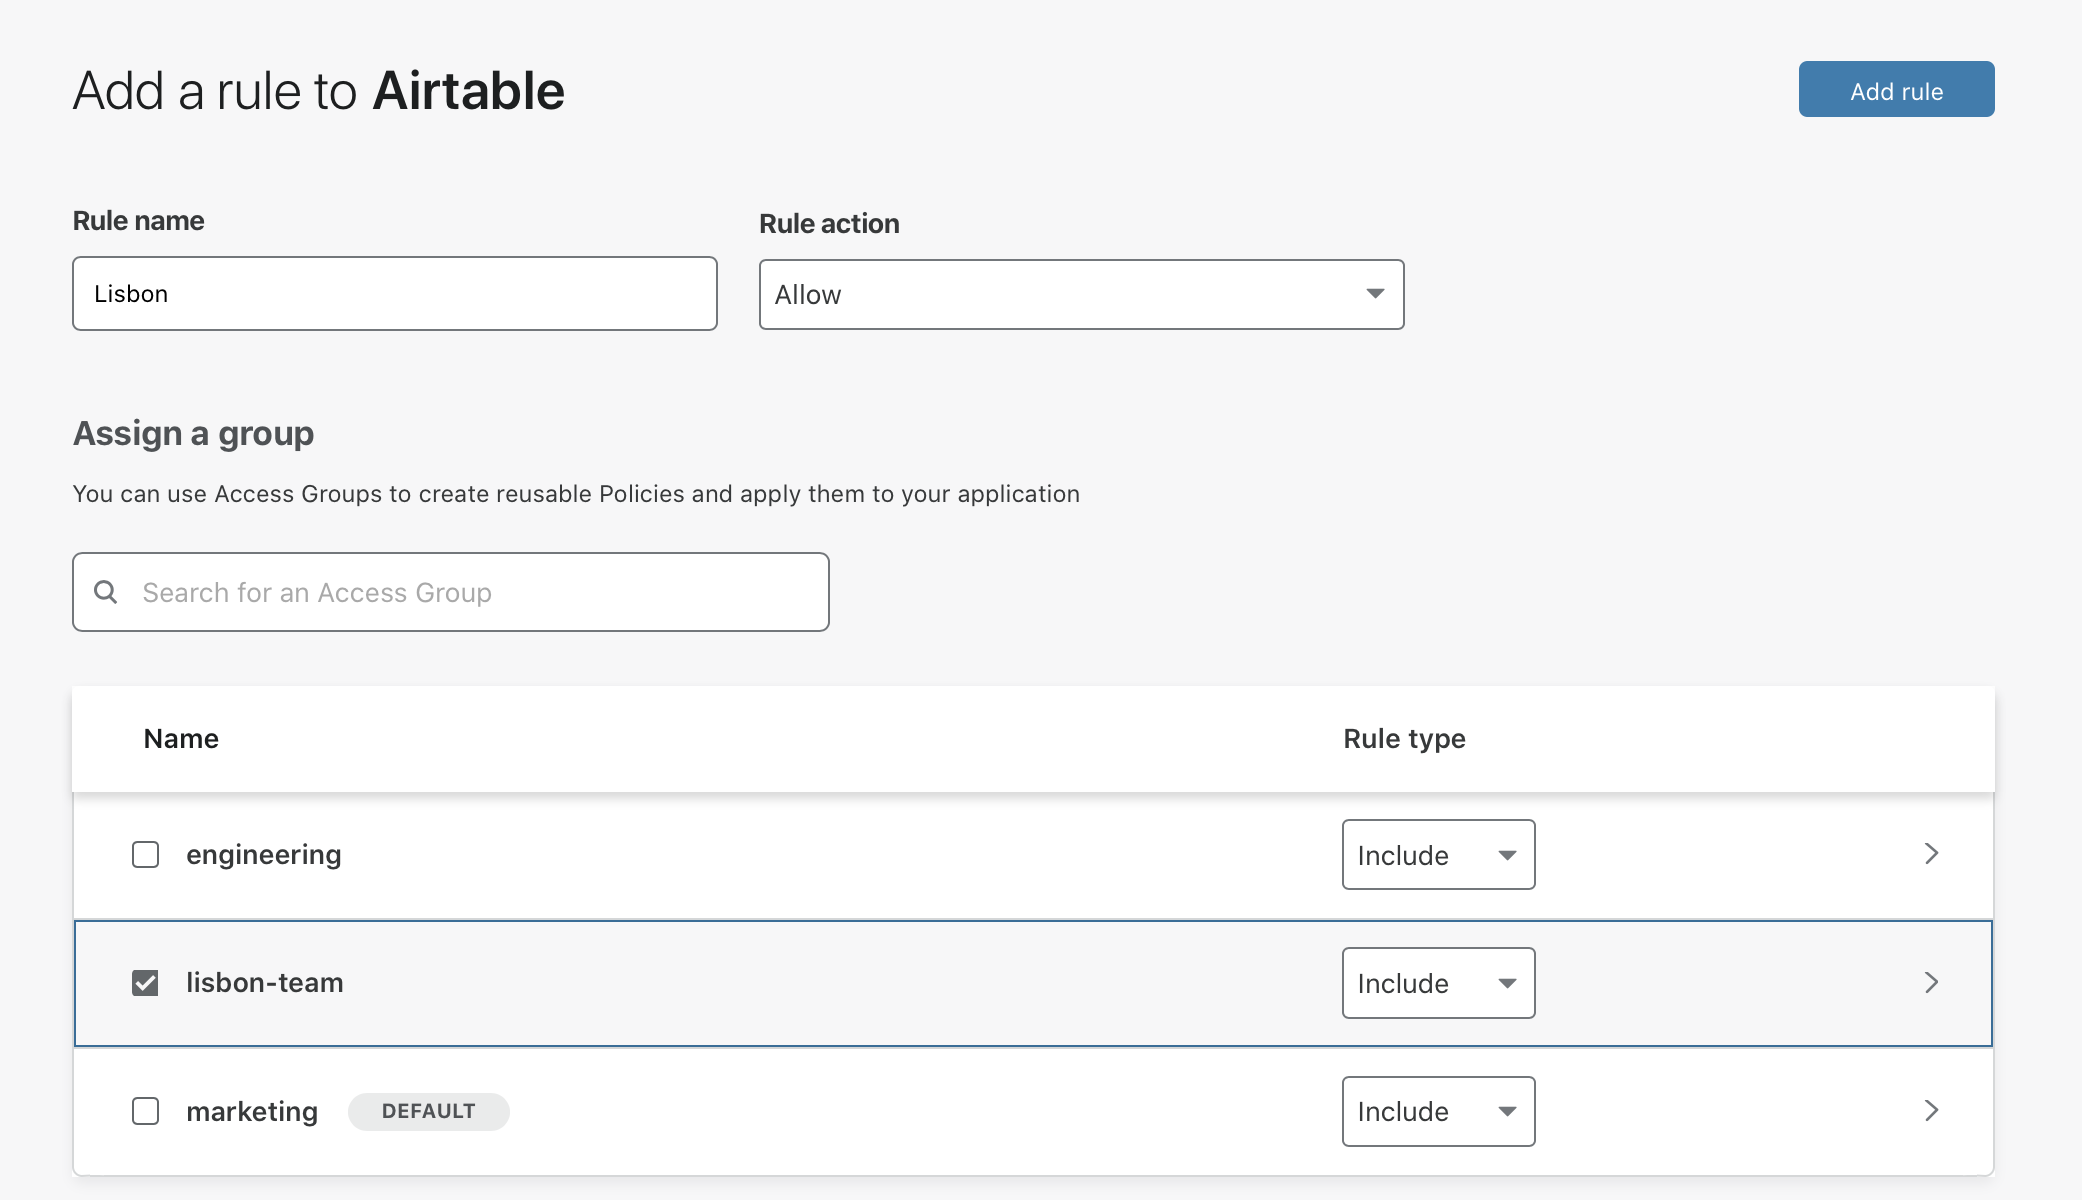 Add a rule to Airtable
Add rule
Rule name
Rule action
Lisbon
Allow
Assign a group
You can use Access Groups to create reusable Policies and apply them to your application
Search for an Access Group
Name
Rule type
engineering
Include
lisbon-team
Include
marketing
DEFAULT
Include